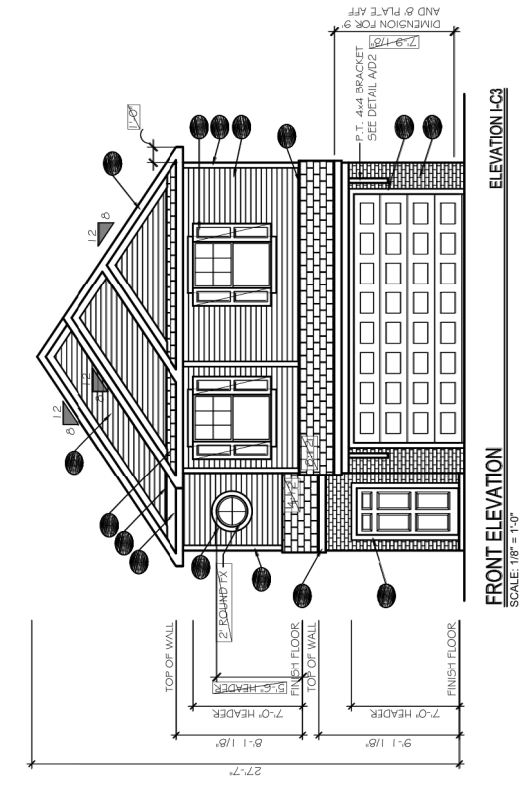 1'-0"
8
12
12
8
12
8
TOP OF WALL
2' ROUND FX
5'-6" HEADER
7'-0" HEADER
8'-1 1/8"
FINISH FLOOR
TOP OF WALL
7'-0" HEADER
9'-1 1/8"
FINISH FLOOR
27'-7"
4:12
P.T. 4x4 BRACKET
SEE DETAIL A/D2
7'-9 1/8"
DIMENSION FOR 9'
AND 8' PLATE AFF
FRONT ELEVATION
SCALE: 1/8" = 1'-0"
ELEVATION I-C3